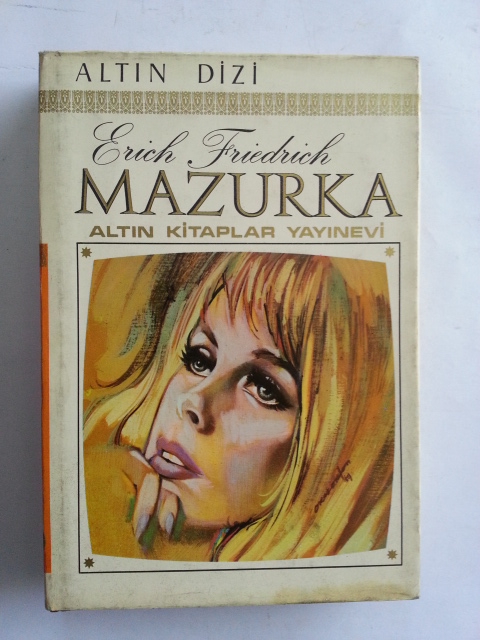 ALTIN DİZİ
Erich Friedrich
MAZURKA
ALTIN KİTAPLAR YAYINEVİ